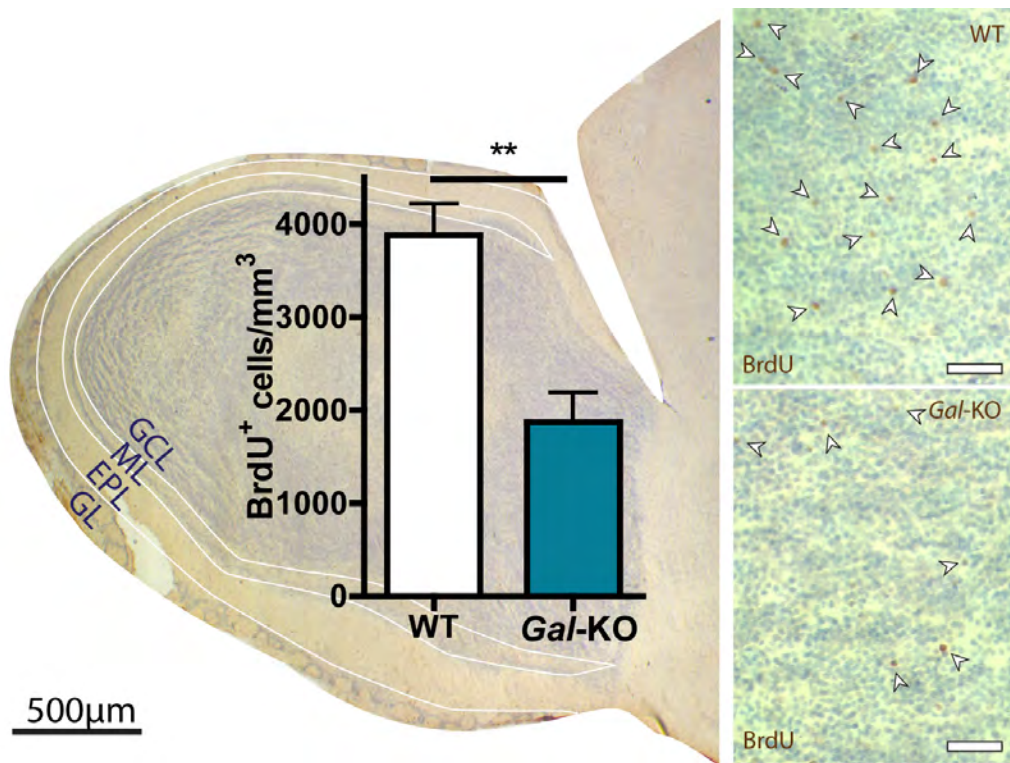 **
BrdU⁺ cells/mm³
4000
3000
2000
1000
0
WT
Gal-KO
GCL
ML
EPL
GL
500µm
WT
BrdU
Gal-KO
BrdU